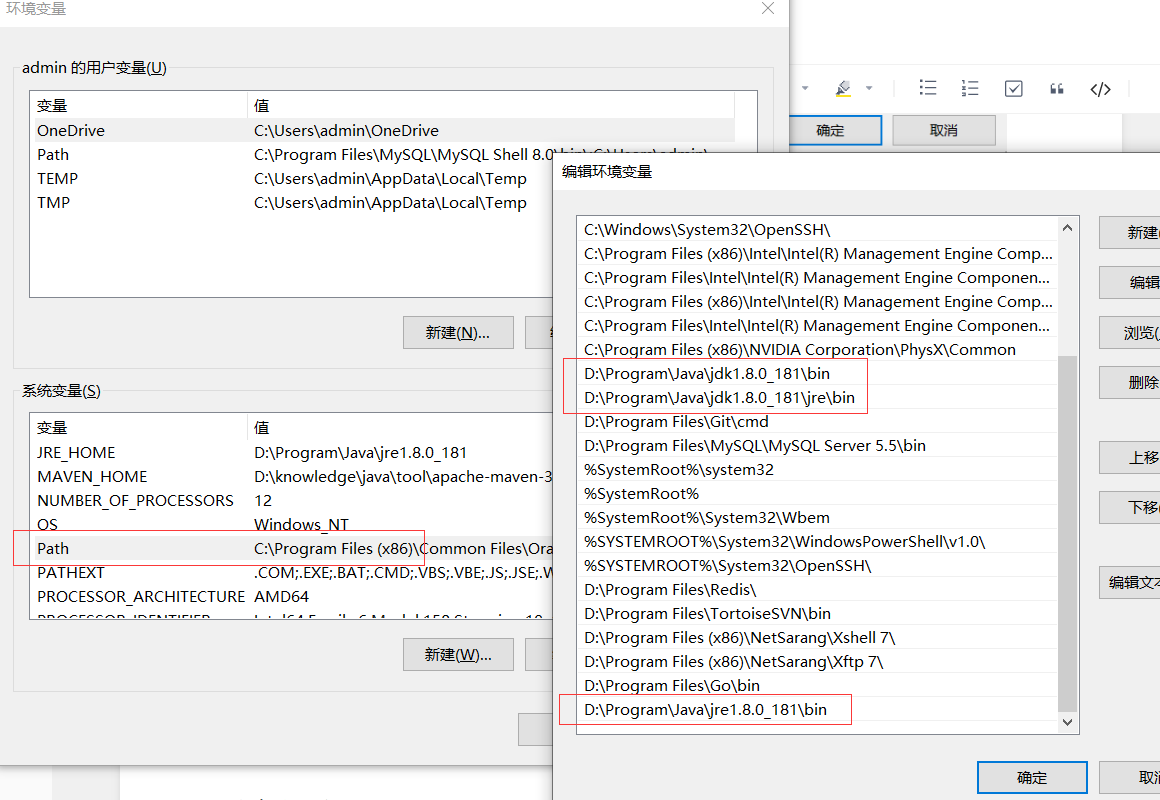 环境变量
admin 的用户变量(U)
变量 值
OneDrive C:\Users\admin\OneDrive
Path C:\Program Files\MySQL\MySQL Shell 8.0\bin\;C:\Users\admin\
TEMP C:\Users\admin\AppData\Local\Temp
TMP C:\Users\admin\AppData\Local\Temp
新建(N)...
系统变量(S)
变量 值
JRE_HOME D:\Program\Java\jre1.8.0_181
MAVEN_HOME D:\knowledge\java\tool\apache-maven-3
NUMBER_OF_PROCESSORS 12
OS Windows_NT
Path C:\Program Files (x86)\Common Files\Ora
PATHEXT .COM;.EXE;.BAT;.CMD;.VBS;.VBE;.JS;.JSE;.W
PROCESSOR_ARCHITECTURE AMD64
新建(W)...
确定 取消
编辑环境变量
C:\Windows\System32\OpenSSH\
C:\Program Files (x86)\Intel\Intel(R) Management Engine Comp...
C:\Program Files\Intel\Intel(R) Management Engine Componen...
C:\Program Files (x86)\Intel\Intel(R) Management Engine Comp...
C:\Program Files\Intel\Intel(R) Management Engine Componen...
C:\Program Files (x86)\NVIDIA Corporation\PhysX\Common
D:\Program\Java\jdk1.8.0_181\bin
D:\Program\Java\jdk1.8.0_181\jre\bin
D:\Program Files\Git\cmd
D:\Program Files\MySQL\MySQL Server 5.5\bin
%SystemRoot%\system32
%SystemRoot%
%SystemRoot%\System32\Wbem
%SYSTEMROOT%\System32\WindowsPowerShell\v1.0\
%SYSTEMROOT%\System32\OpenSSH\
D:\Program Files\Redis\
D:\Program Files\TortoiseSVN\bin
D:\Program Files (x86)\NetSarang\Xshell 7\
D:\Program Files (x86)\NetSarang\Xftp 7\
D:\Program Files\Go\bin
D:\Program\Java\jre1.8.0_181\bin
新建(
编辑
浏览(
删除
上移
下移(
编辑文本
确定
取消